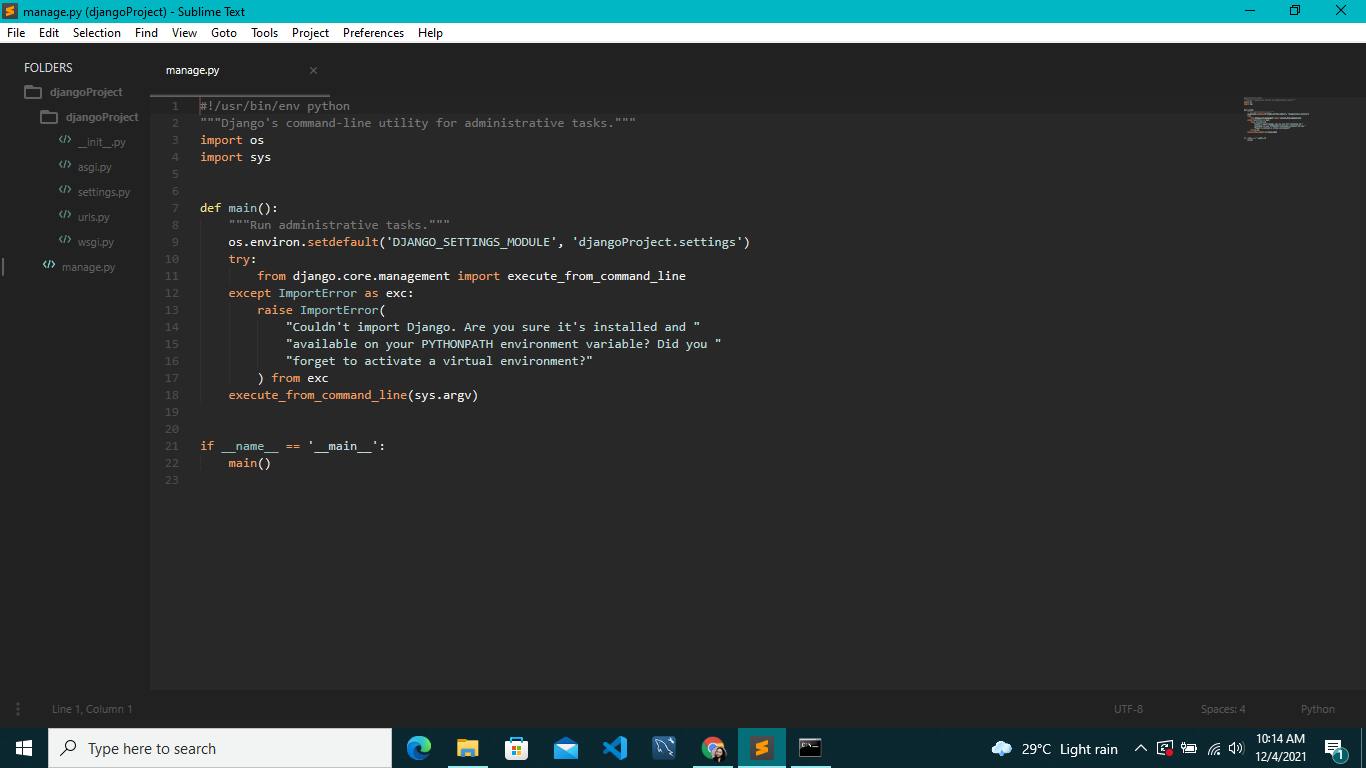 manage.py (djangoProject) - Sublime Text
File Edit Selection Find View Goto Tools Project Preferences Help
FOLDERS
djangoProject
djangoProject
__init__.py
asgi.py
settings.py
urls.py
wsgi.py
manage.py
manage.py
1 #!/usr/bin/env python
2 """Django's command-line utility for administrative tasks."""
3 import os
4 import sys
5
6
7 def main():
8     """Run administrative tasks."""
9     os.environ.setdefault('DJANGO_SETTINGS_MODULE', 'djangoProject.settings')
10     try:
11         from django.core.management import execute_from_command_line
12     except ImportError as exc:
13         raise ImportError(
14             "Couldn't import Django. Are you sure it's installed and "
15             "available on your PYTHONPATH environment variable? Did you "
16             "forget to activate a virtual environment?"
17         ) from exc
18     execute_from_command_line(sys.argv)
19
20
21 if __name__ == '__main__':
22     main()
23
Line 1, Column 1 UTF-8 Spaces: 4 Python
Type here to search
29°C Light rain
10:14 AM
12/4/2021
1